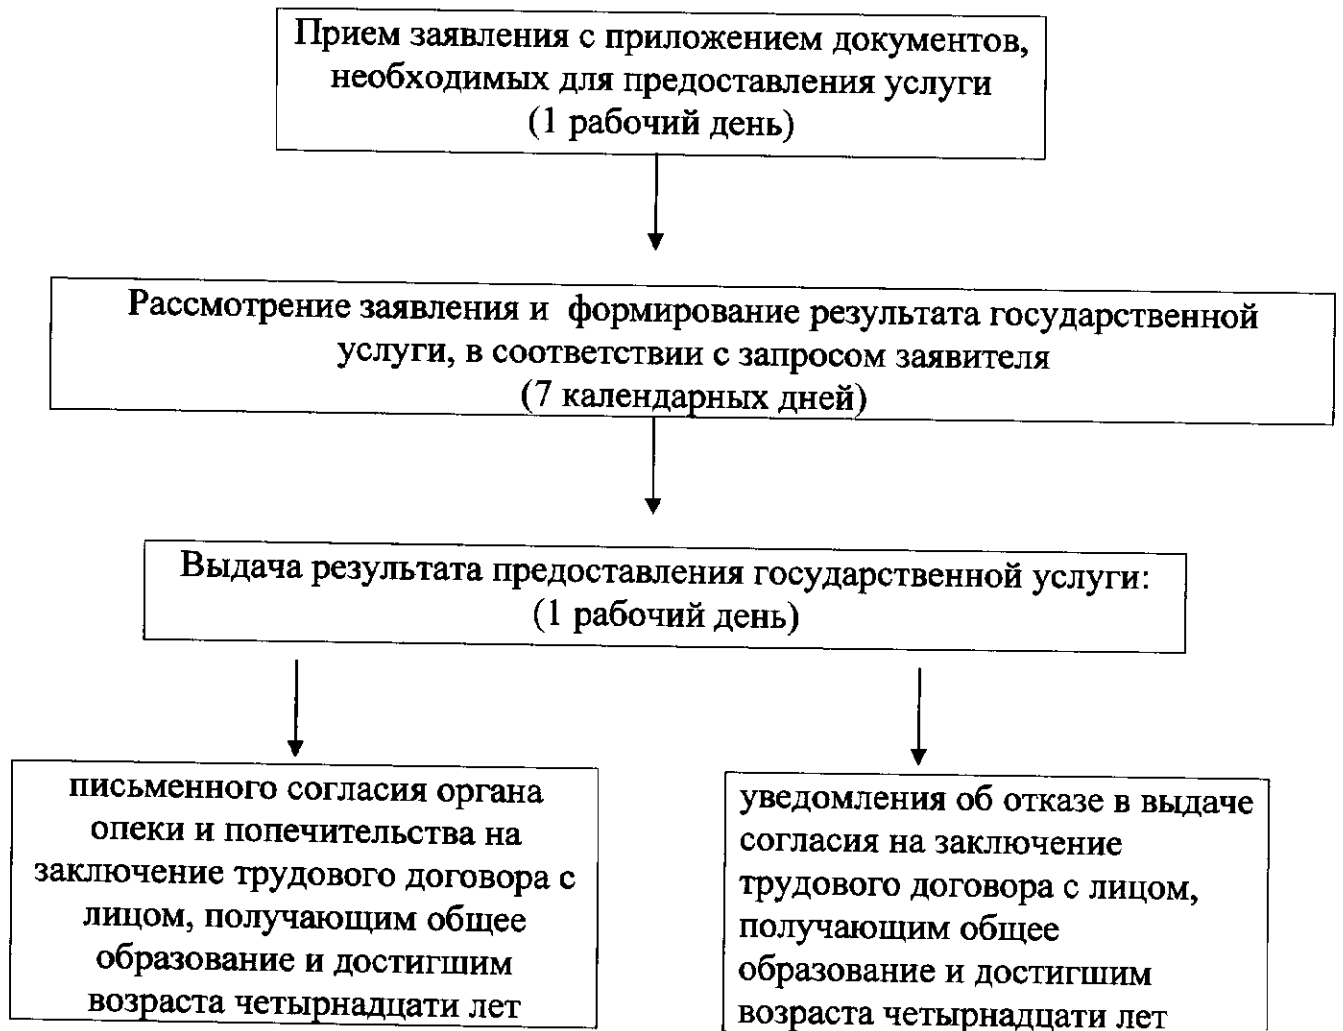 Прием заявления с приложением документов,
необходимых для предоставления услуги
(1 рабочий день)
Рассмотрение заявления и формирование результата государственной
услуги, в соответствии с запросом заявителя
(7 календарных дней)
Выдача результата предоставления государственной услуги:
(1 рабочий день)
письменного согласия органа
опеки и попечительства на
заключение трудового договора с
лицом, получающим общее
образование и достигшим
возраста четырнадцати лет
уведомления об отказе в выдаче
согласия на заключение
трудового договора с лицом,
получающим общее
образование и достигшим
возраста четырнадцати лет